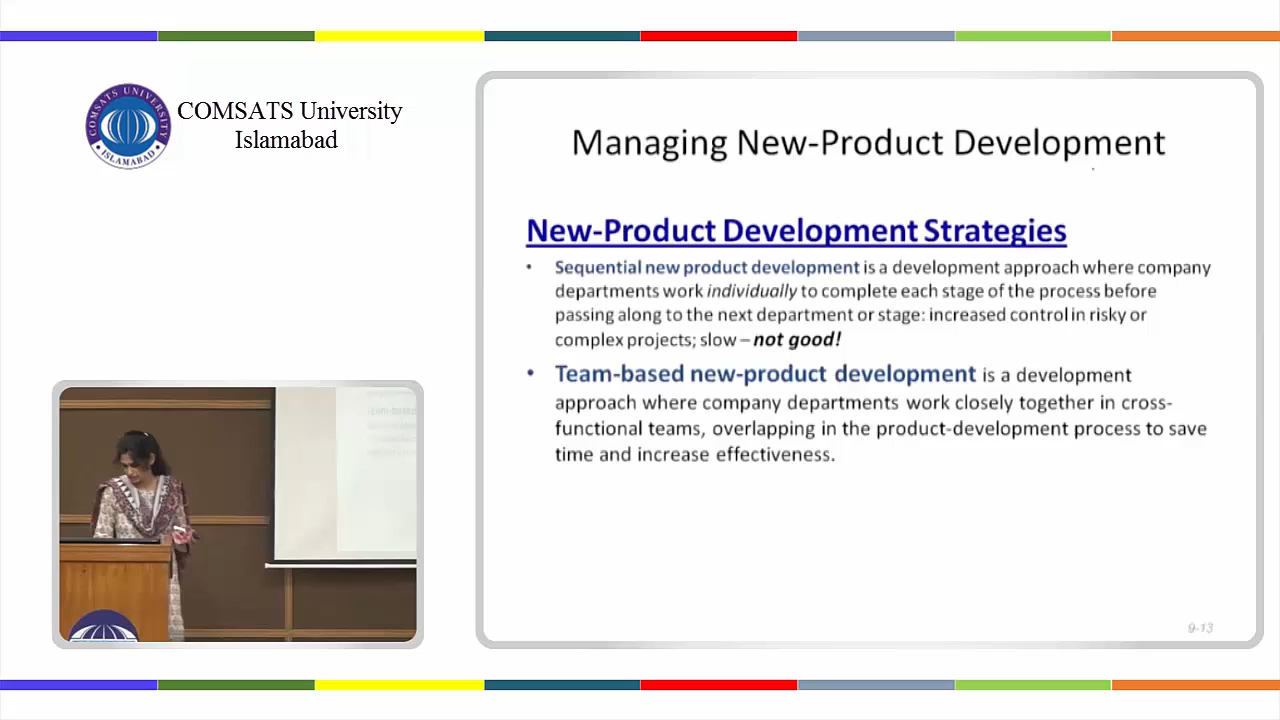 COMSATS University
Islamabad
COMSATS UNIVERSITY
ISLAMABAD
Managing New-Product Development
New-Product Development Strategies
• Sequential new product development is a development approach where company
departments work individually to complete each stage of the process before
passing along to the next department or stage: increased control in risky or
complex projects; slow – not good!
• Team-based new-product development is a development
approach where company departments work closely together in cross-
functional teams, overlapping in the product-development process to save
time and increase effectiveness.
9-13